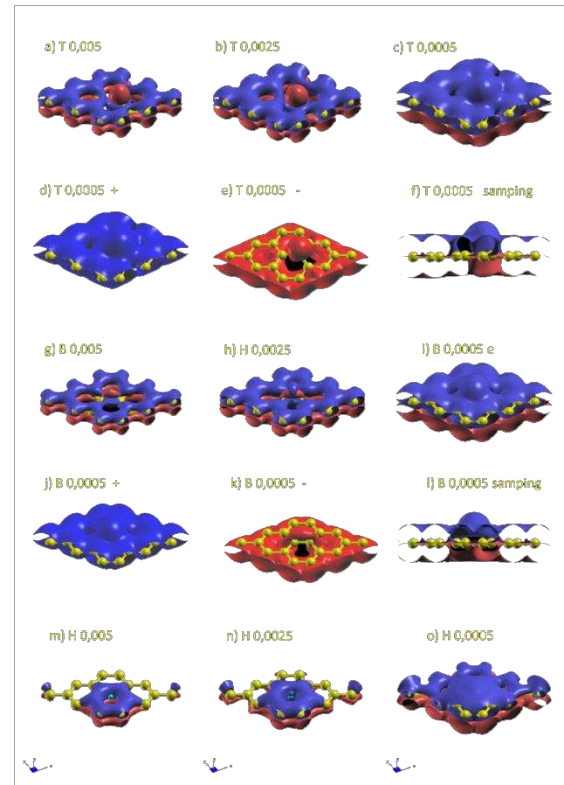 a) T 0,005
b) T 0,0025
c) T 0,0005
d) T 0,0005 +
e) T 0,0005 -
f) T 0,0005 samping
g) B 0,005
h) H 0,0025
i) B 0,0005 e
j) B 0,0005 +
k) B 0,0005 -
l) B 0,0005 samping
m) H 0,005
n) H 0,0025
o) H 0,0005